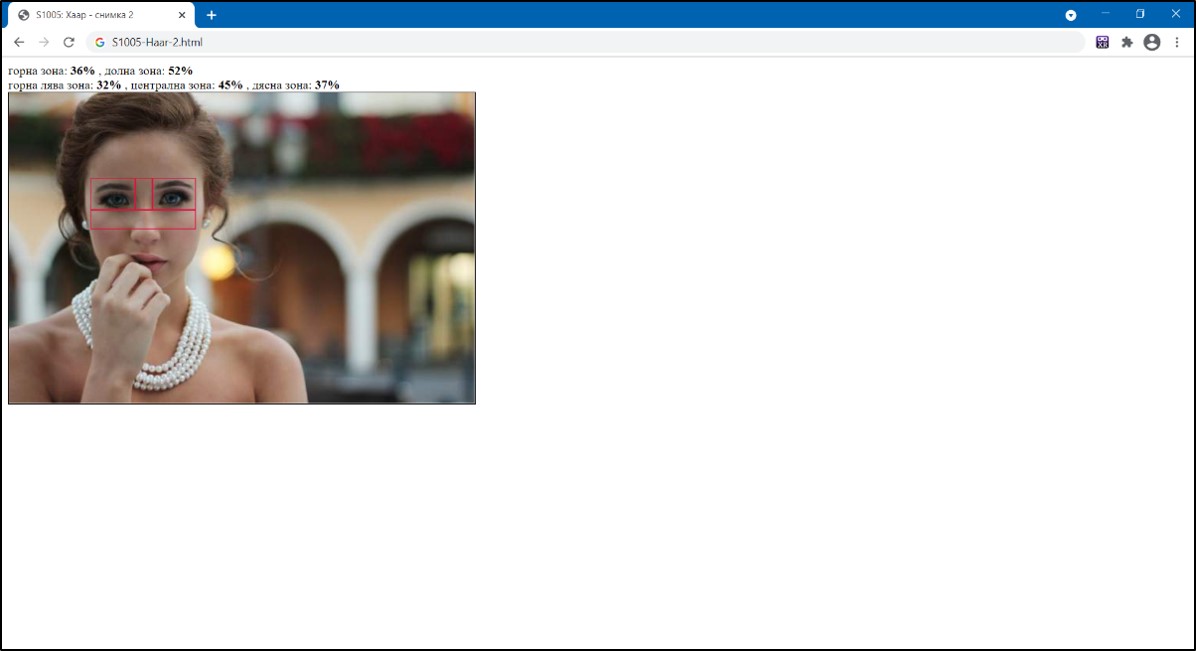 S1005: Хаар - снимка 2
S1005-Haar-2.html
горна зона: 36% , долна зона: 52%
горна лява зона: 32% , централна зона: 45% , дясна зона: 37%